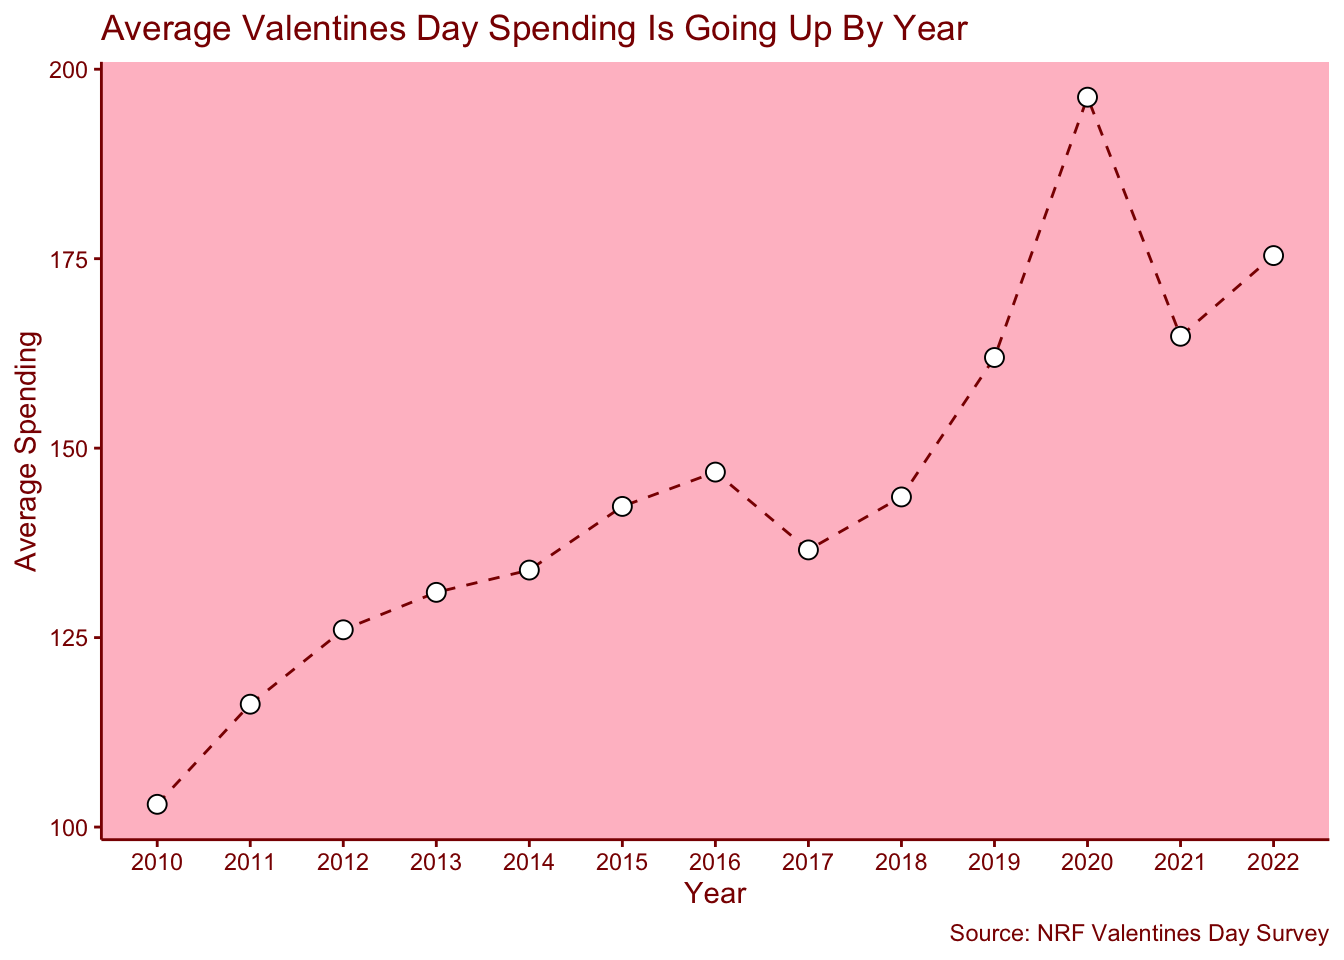 Average Valentines Day Spending Is Going Up By Year
200
175
150
125
100
Average Spending
2010 2011 2012 2013 2014 2015 2016 2017 2018 2019 2020 2021 2022
Year
Source: NRF Valentines Day Survey